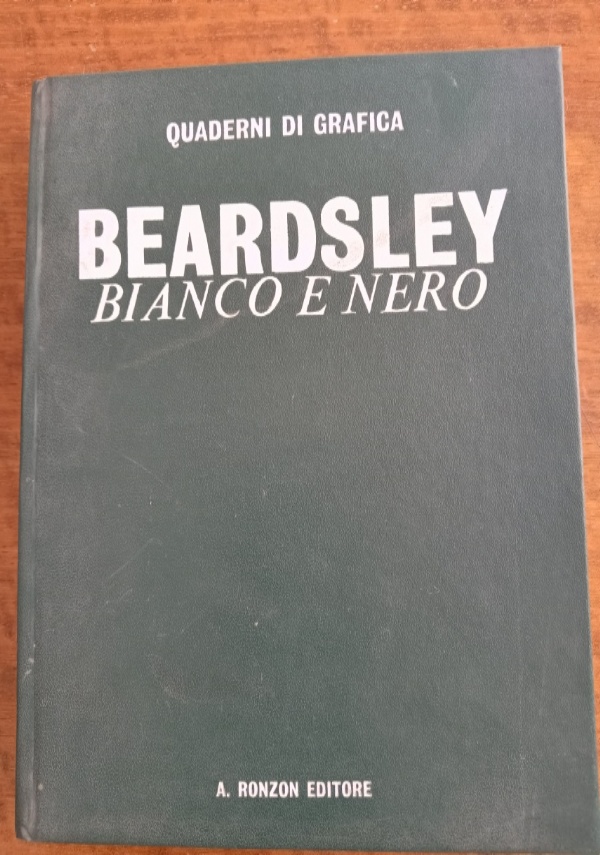 QUADERNI DI GRAFICA
BEARDSLEY
BIANCO E NERO
A. RONZON EDITORE